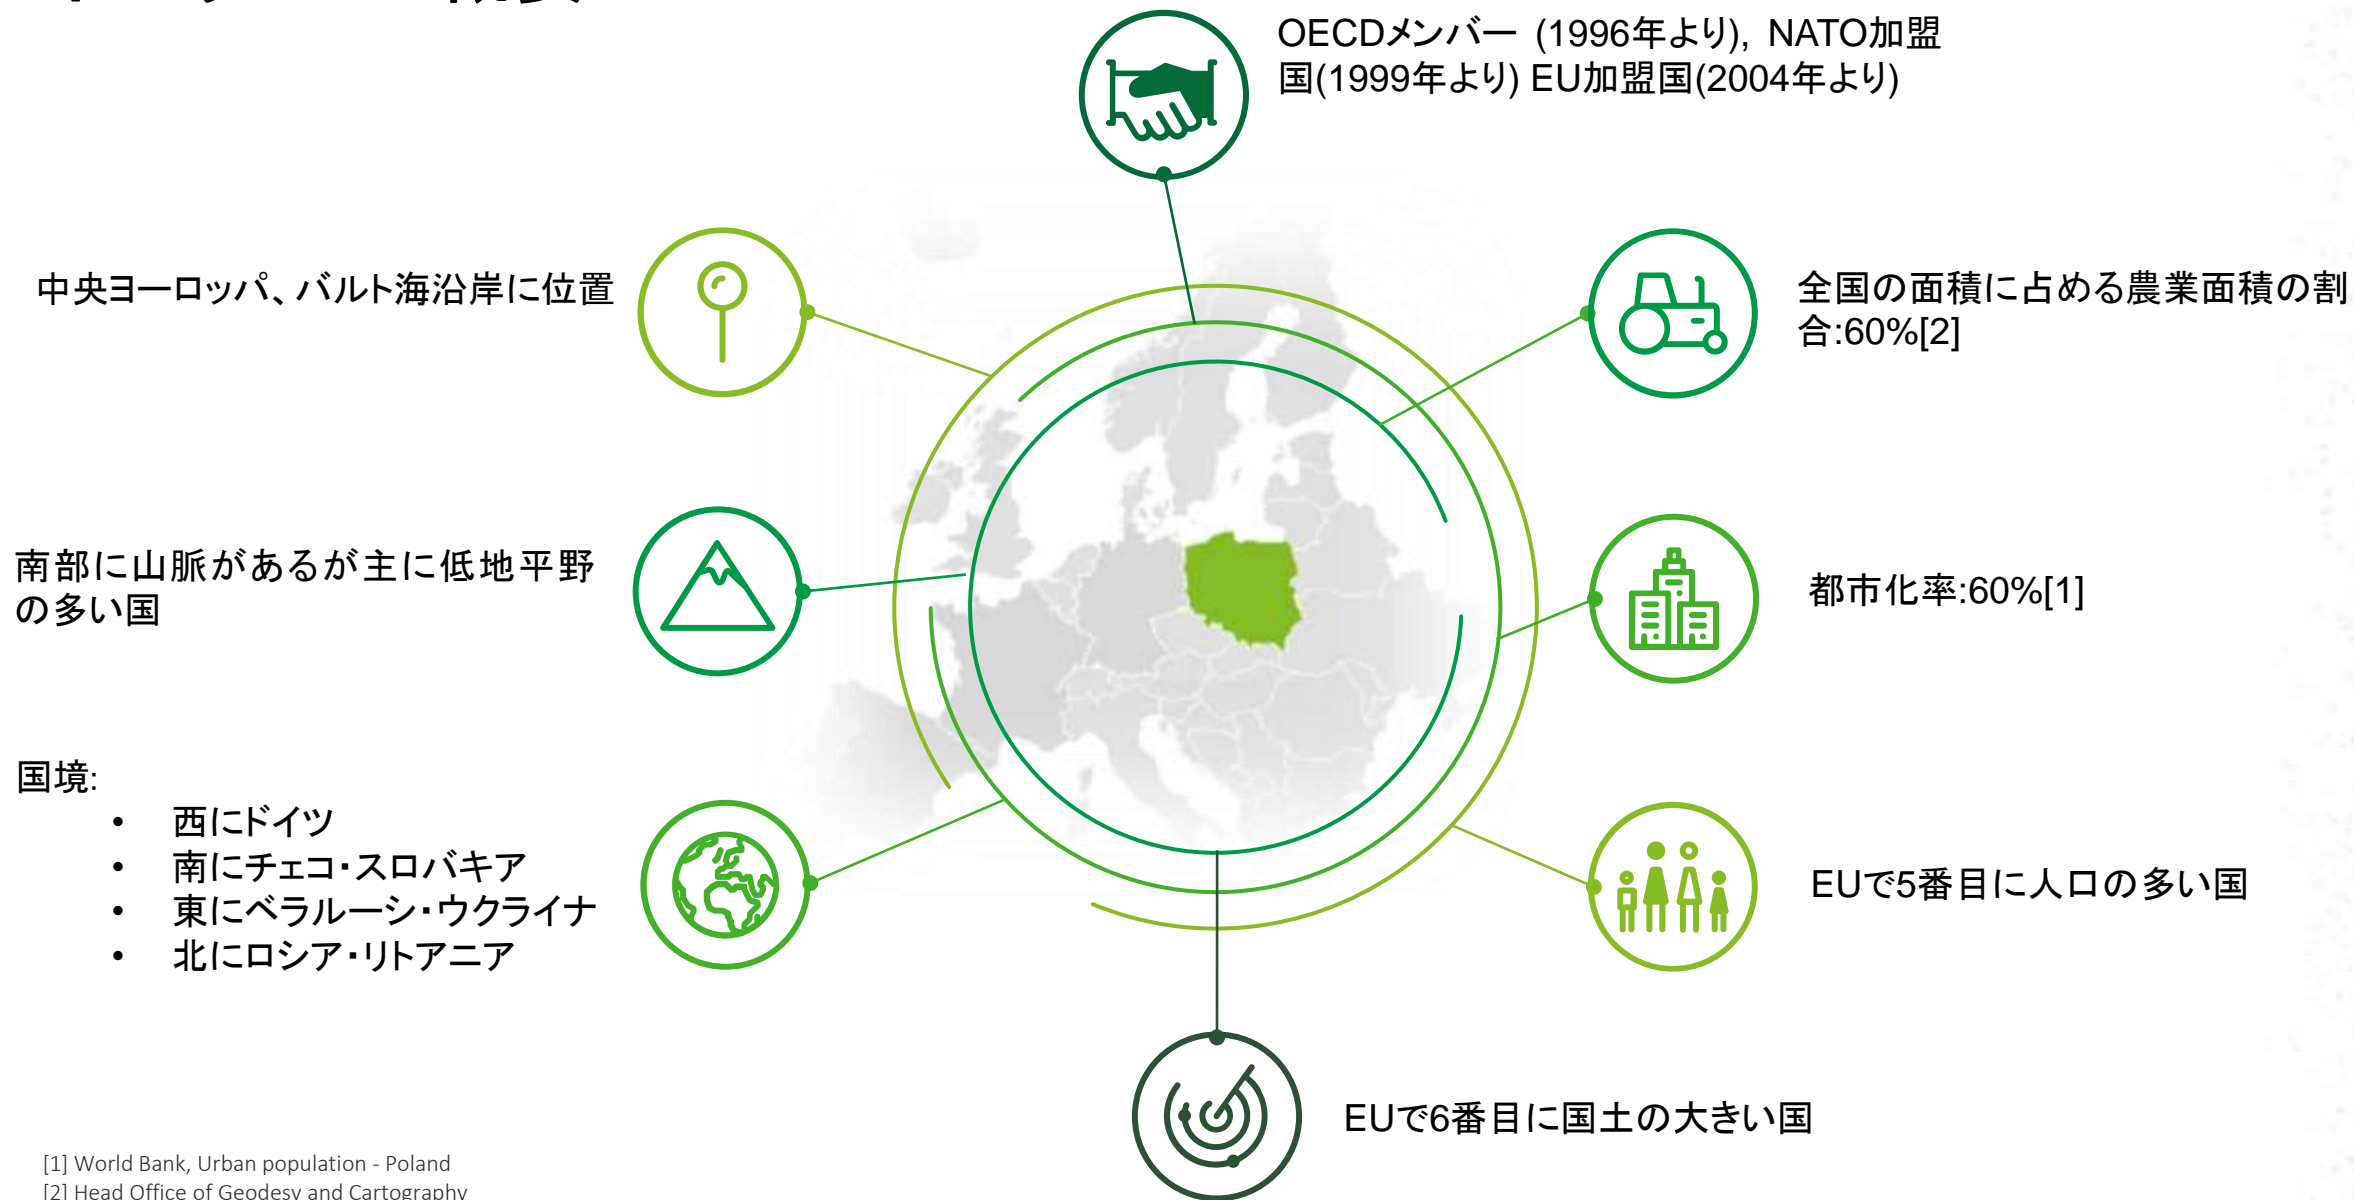 OECDメンバー (1996年より), NATO加盟
国(1999年より) EU加盟国(2004年より)
中央ヨーロッパ、バルト海沿岸に位置
全国の面積に占める農業面積の割
合:60%[2]
南部に山脈があるが主に低地平野
の多い国
都市化率:60%[1]
国境:
• 西にドイツ
• 南にチェコ・スロバキア
• 東にベラルーシ・ウクライナ
• 北にロシア・リトアニア
EUで5番目に人口の多い国
EUで6番目に国土の大きい国
[1] World Bank, Urban population - Poland
[2] Head Office of Geodesy and Cartography